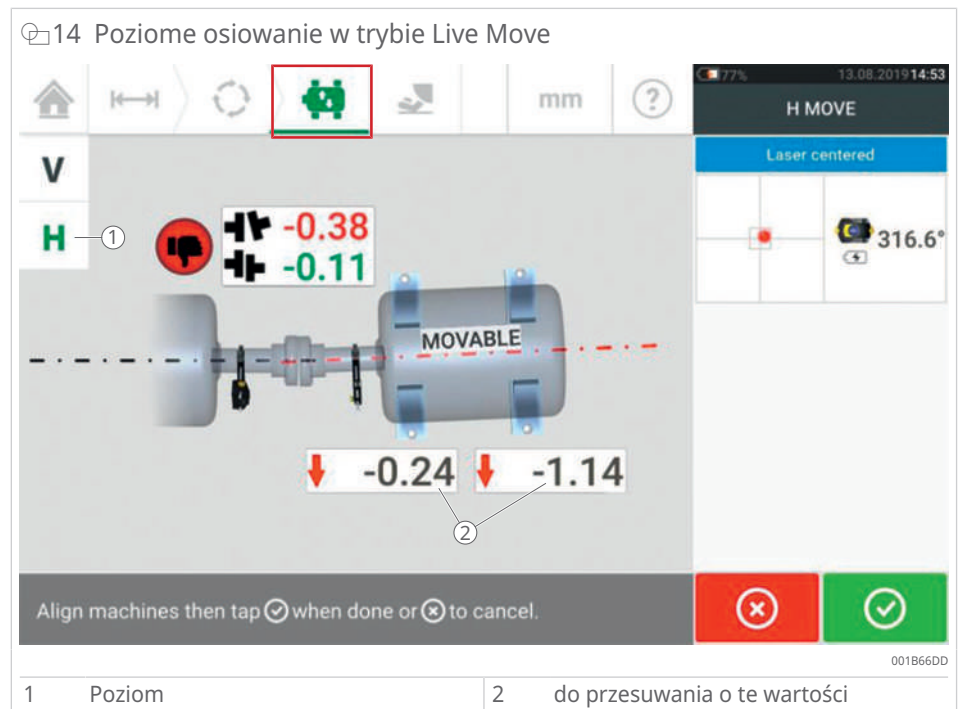 14 Poziome osiowanie w trybie Live Move
mm
?
77%
13.08.2019 14:53
H MOVE
Laser centered
316.6°
V
H
1
-0.38
-0.11
MOVABLE
-0.24
-1.14
2
Align machines then tap when done or to cancel.
001B66DD
1 Poziom
2 do przesuwania o te wartości